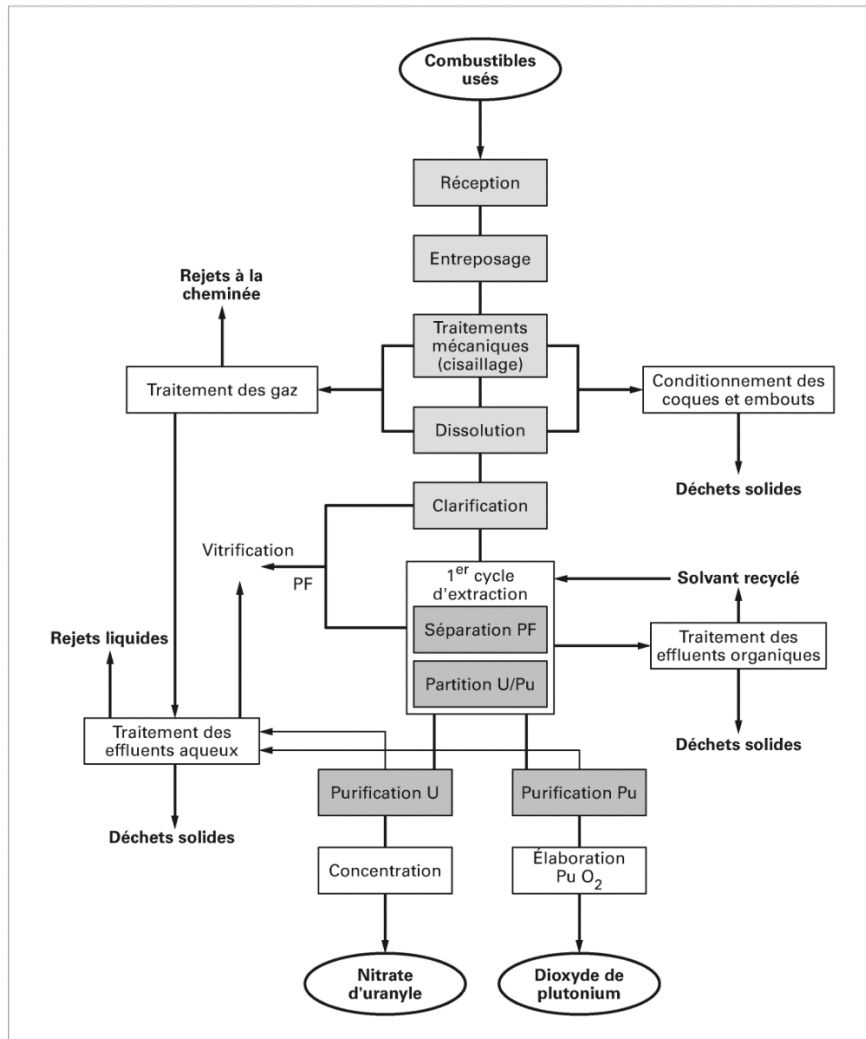 Combustibles
usés
Réception
Entreposage
Rejets à la
cheminée
Traitements
mécaniques
(cisaillage)
Traitement des gaz
Conditionnement des
coques et embouts
Dissolution
Déchets solides
Clarification
Vitrification
PF
1er cycle
d'extraction
Solvant recyclé
Séparation PF
Rejets liquides
Traitement des
effluents organiques
Partition U/Pu
Traitement des
effluents aqueux
Déchets solides
Purification U
Purification Pu
Déchets solides
Concentration
Élaboration
Pu O2
Nitrate
d'uranyle
Dioxyde de
plutonium